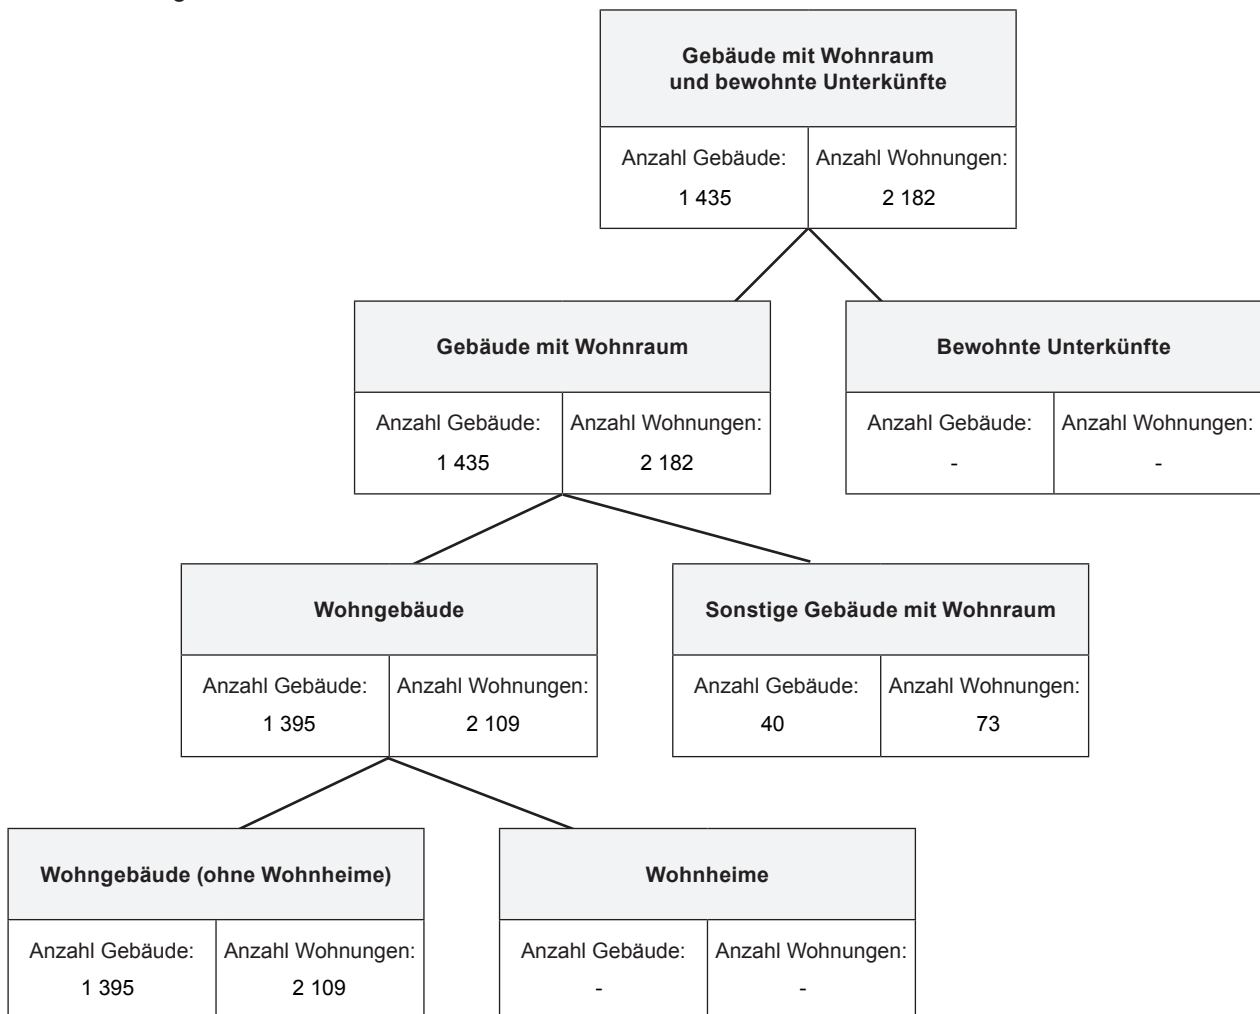 Gebäude mit Wohnraum
und bewohnte Unterkünfte
Anzahl Gebäude: Anzahl Wohnungen:
1 435 2 182
Gebäude mit Wohnraum Bewohnte Unterkünfte
Anzahl Gebäude: Anzahl Wohnungen: Anzahl Gebäude: Anzahl Wohnungen:
1 435 2 182 - -
Wohngebäude Sonstige Gebäude mit Wohnraum
Anzahl Gebäude: Anzahl Wohnungen: Anzahl Gebäude: Anzahl Wohnungen:
1 395 2 109 40 73
Wohngebäude (ohne Wohnheime) Wohnheime
Anzahl Gebäude: Anzahl Wohnungen: Anzahl Gebäude: Anzahl Wohnungen:
1 395 2 109 - -